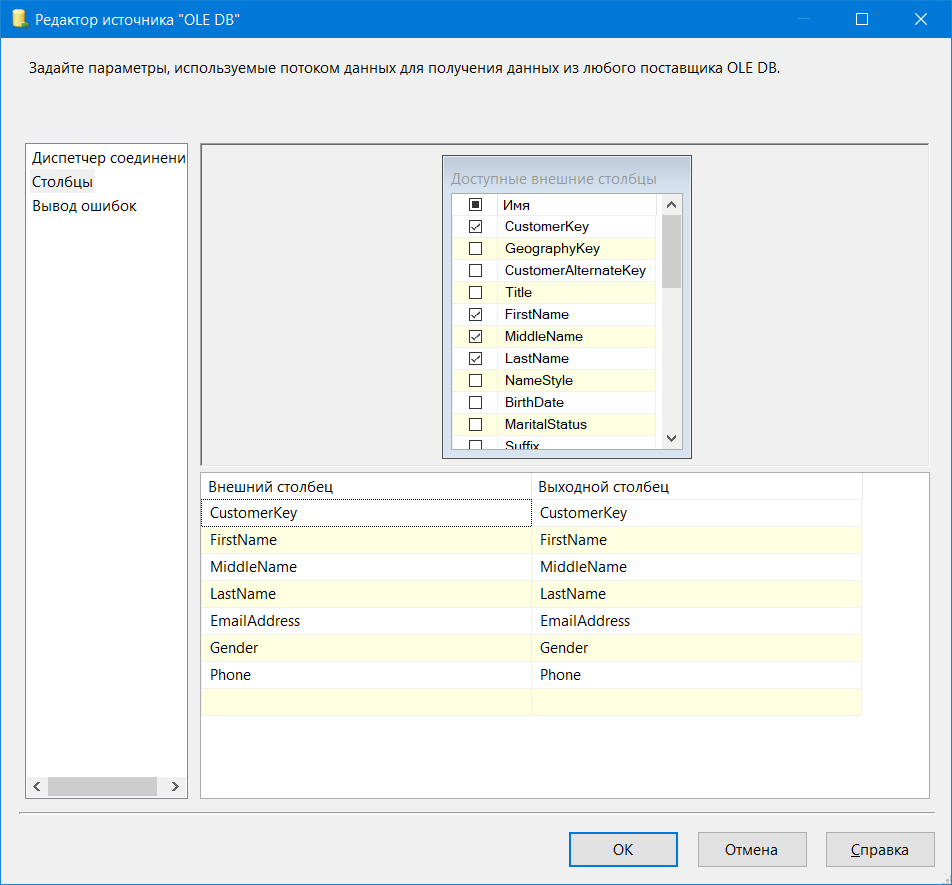 Редактор источника "OLE DB"
Задайте параметры, используемые потоком данных для получения данных из любого поставщика OLE DB.
Диспетчер соединени
Столбцы
Вывод ошибок
Доступные внешние столбцы
Имя
CustomerKey
GeographyKey
CustomerAlternateKey
Title
FirstName
MiddleName
LastName
NameStyle
BirthDate
MaritalStatus
Suffix
Внешний столбец Выходной столбец
CustomerKey CustomerKey
FirstName FirstName
MiddleName MiddleName
LastName LastName
EmailAddress EmailAddress
Gender Gender
Phone Phone
OK Отмена Справка